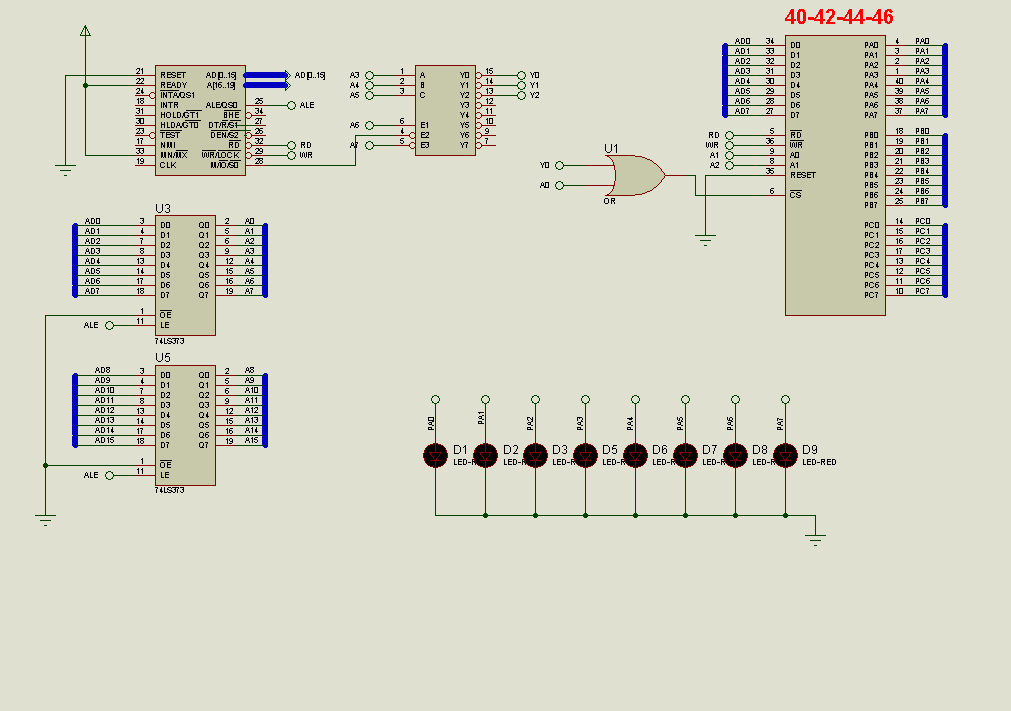 40-42-44-46
21 RESET AD[0..15] AD[0..15]
22 READY A[16..19]
24 INTA/QS1
18 INTR ALE/QS0 25 ALE
31 HOLD/GT1 BHE 34
30 HLDA/GT0 DT/R/S1 27
23 TEST DEN/S2 26
17 NMI RD 32 RD
33 MN/MX WR/LOCK 29 WR
19 CLK M/IO/S0 28
A3 1 A Y0 15 Y0
A4 2 B Y1 14 Y1
A5 3 C Y2 13 Y2
Y3 12
Y4 11
A6 6 E1 Y5 10
4 E2 Y6 9
A7 5 E3 Y7 7
U1
Y0
A0
OR
AD0 34 D0 PA0 4 PA0
AD1 33 D1 PA1 3 PA1
AD2 32 D2 PA2 2 PA2
AD3 31 D3 PA3 1 PA3
AD4 30 D4 PA4 40 PA4
AD5 29 D5 PA5 39 PA5
AD6 28 D6 PA6 38 PA6
AD7 27 D7 PA7 37 PA7
RD 5 RD PB0 18 PB0
WR 36 WR PB1 19 PB1
A1 9 A0 PB2 20 PB2
A2 8 A1 PB3 21 PB3
35 RESET PB4 22 PB4
PB5 23 PB5
6 CS PB6 24 PB6
PB7 25 PB7
PC0 14 PC0
PC1 15 PC1
PC2 16 PC2
PC3 17 PC3
PC4 13 PC4
PC5 12 PC5
PC6 11 PC6
PC7 10 PC7
U3
AD0 3 D0 Q0 2 A0
AD1 4 D1 Q1 5 A1
AD2 7 D2 Q2 6 A2
AD3 8 D3 Q3 9 A3
AD4 13 D4 Q4 12 A4
AD5 14 D5 Q5 15 A5
AD6 17 D6 Q6 16 A6
AD7 18 D7 Q7 19 A7
1 OE
ALE 11 LE
74LS373
U5
AD8 3 D0 Q0 2 A8
AD9 4 D1 Q1 5 A9
AD10 7 D2 Q2 6 A10
AD11 8 D3 Q3 9 A11
AD12 13 D4 Q4 12 A12
AD13 14 D5 Q5 15 A13
AD14 17 D6 Q6 16 A14
AD15 18 D7 Q7 19 A15
1 OE
ALE 11 LE
74LS373
PA0 PA1 PA2 PA3 PA4 PA5 PA6 PA7
D1 D2 D3 D5 D6 D7 D8 D9
LED-R LED-R LED-R LED-R LED-R LED-R LED-R LED-RED